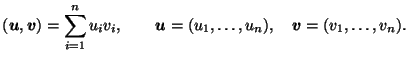 (𝒖, 𝒗) = ∑_{i=1}^{n} u_i v_i,    𝒖 = (u_1, …, u_n),  𝒗 = (v_1, …, v_n).